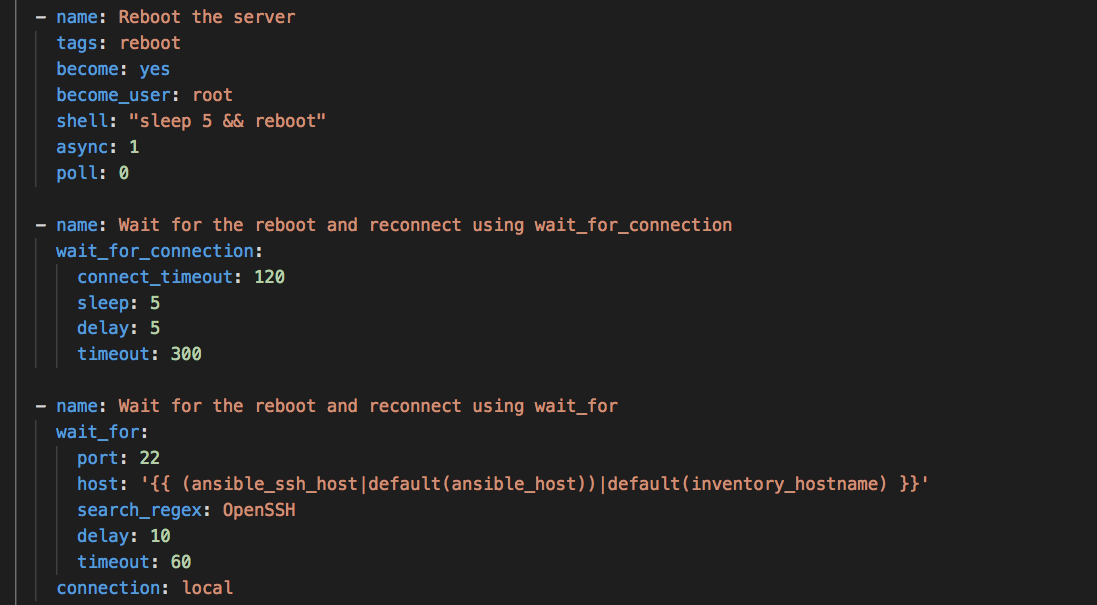 - name: Reboot the server
  tags: reboot
  become: yes
  become_user: root
  shell: "sleep 5 && reboot"
  async: 1
  poll: 0

- name: Wait for the reboot and reconnect using wait_for_connection
  wait_for_connection:
    connect_timeout: 120
    sleep: 5
    delay: 5
    timeout: 300

- name: Wait for the reboot and reconnect using wait_for
  wait_for:
    port: 22
    host: '{{ (ansible_ssh_host|default(ansible_host))|default(inventory_hostname) }}'
    search_regex: OpenSSH
    delay: 10
    timeout: 60
  connection: local